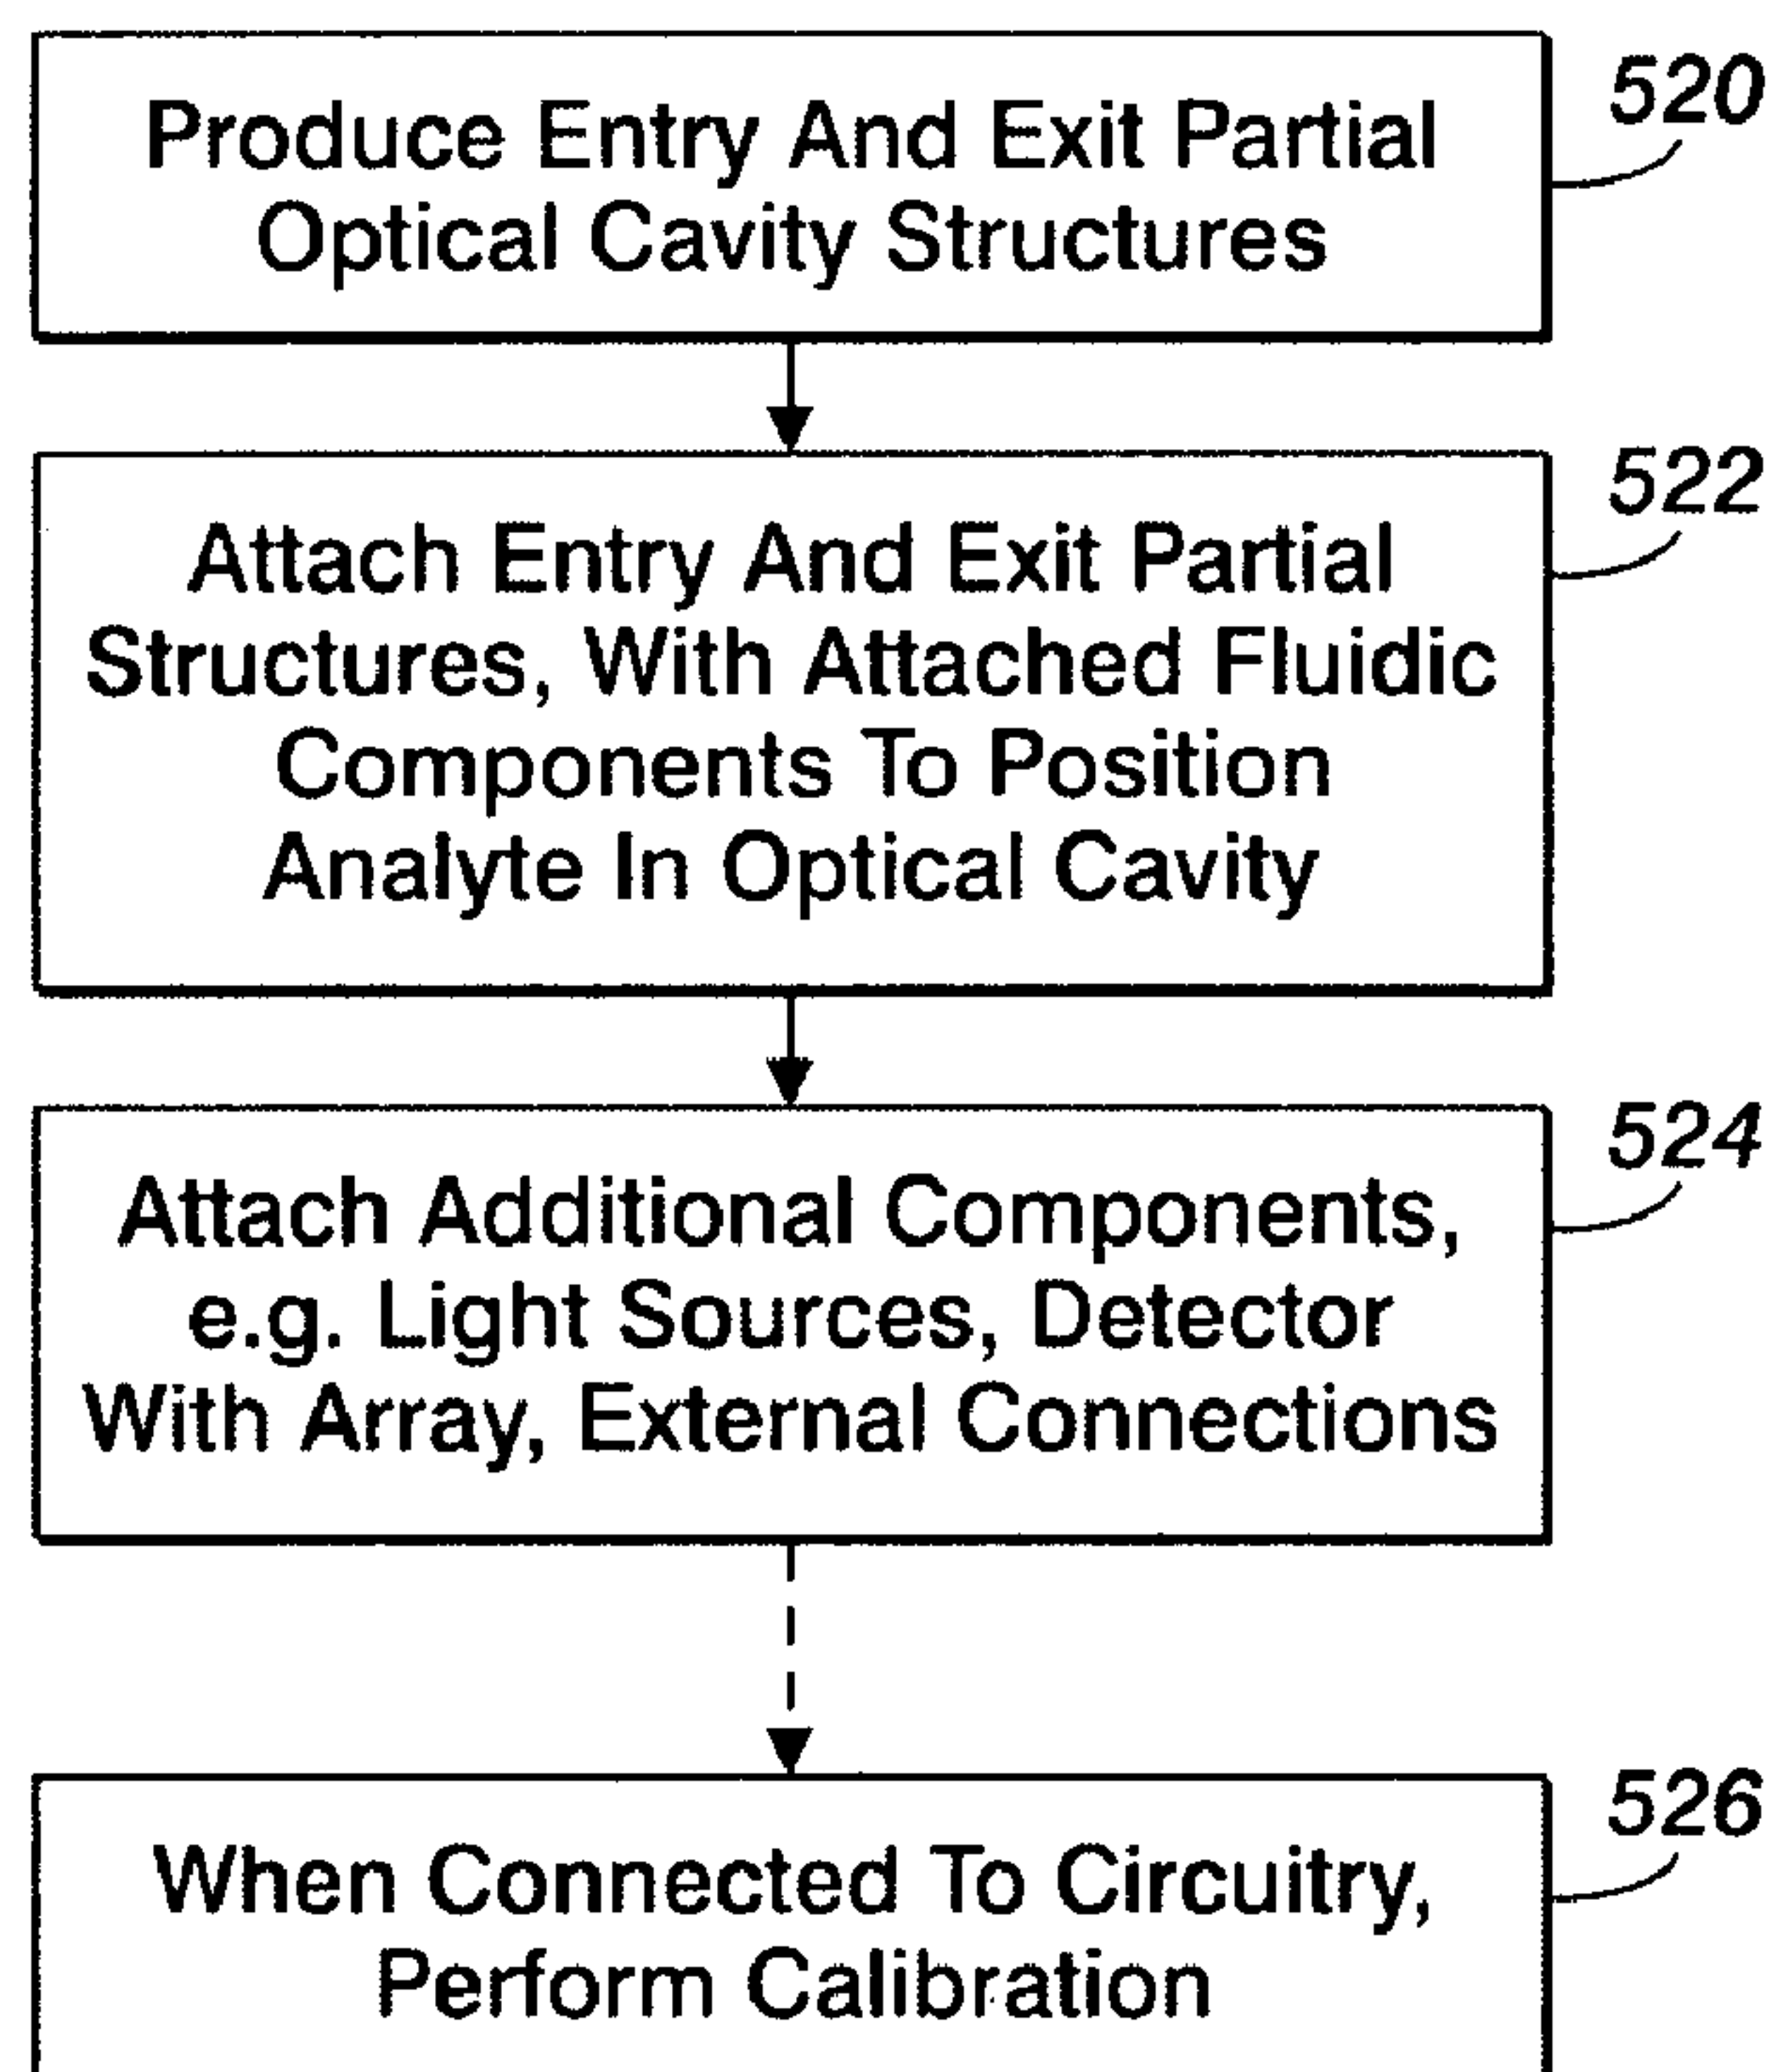 Produce Entry And Exit Partial
Optical Cavity Structures
520
Attach Entry And Exit Partial
Structures, With Attached Fluidic
Components To Position
Analyte In Optical Cavity
522
Attach Additional Components,
e.g. Light Sources, Detector
With Array, External Connections
524
When Connected To Circuitry,
Perform Calibration
526